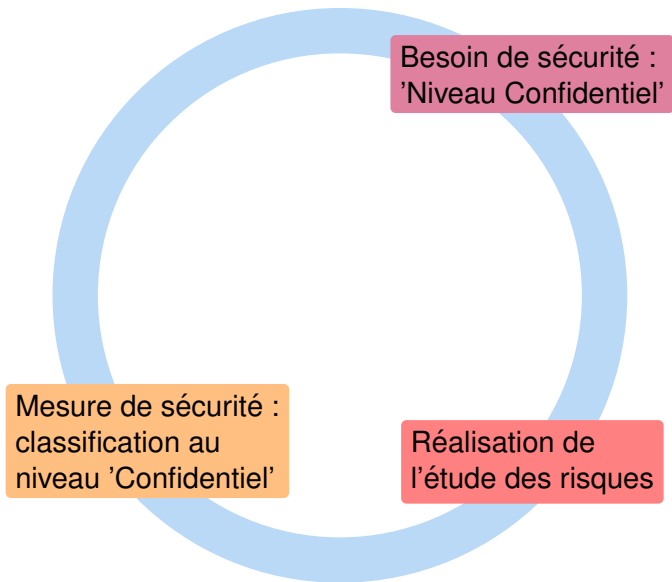 Besoin de sécurité :
’Niveau Confidentiel’
Mesure de sécurité :
classification au
niveau ’Confidentiel’
Réalisation de
l’étude des risques